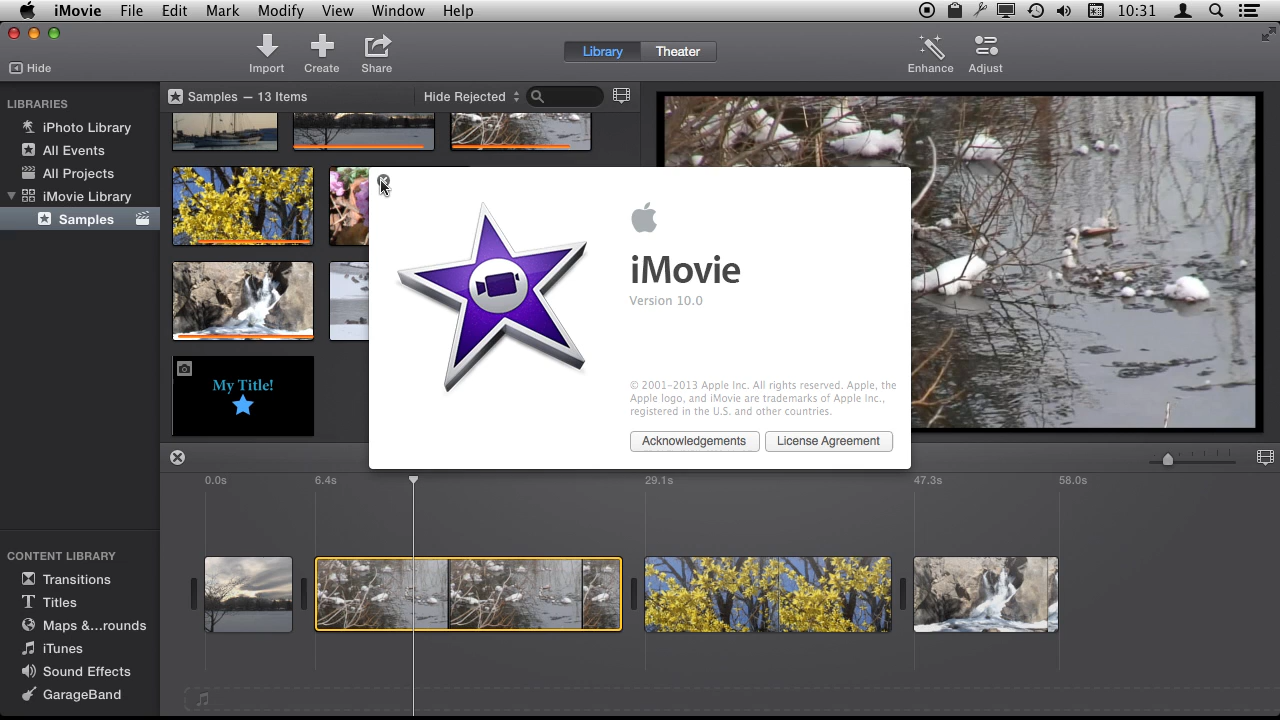 iMovie File Edit Mark Modify View Window Help 10:31
Hide
Import Create Share
Library Theater
Enhance Adjust
LIBRARIES
iPhoto Library
All Events
All Projects
iMovie Library
Samples
Samples — 13 Items
Hide Rejected
My Title!
iMovie
Version 10.0
© 2001–2013 Apple Inc. All rights reserved. Apple, the
Apple logo, and iMovie are trademarks of Apple Inc.,
registered in the U.S. and other countries.
Acknowledgements License Agreement
0.0s 6.4s 29.1s 47.3s 58.0s
CONTENT LIBRARY
Transitions
Titles
Maps &...rounds
iTunes
Sound Effects
GarageBand